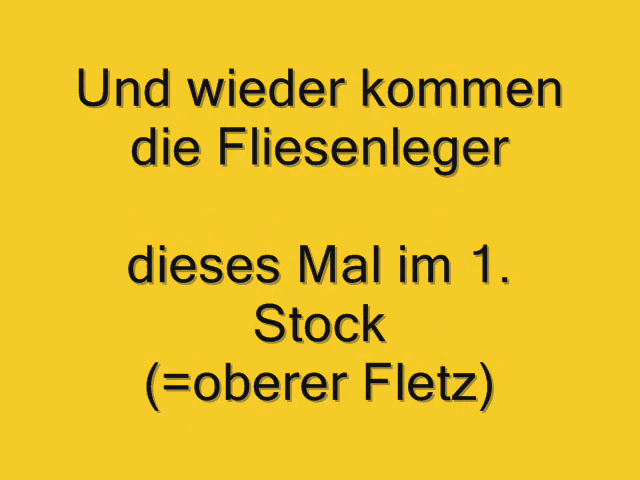 Und wieder kommen
die Fliesenleger
dieses Mal im 1.
Stock
(=oberer Fletz)